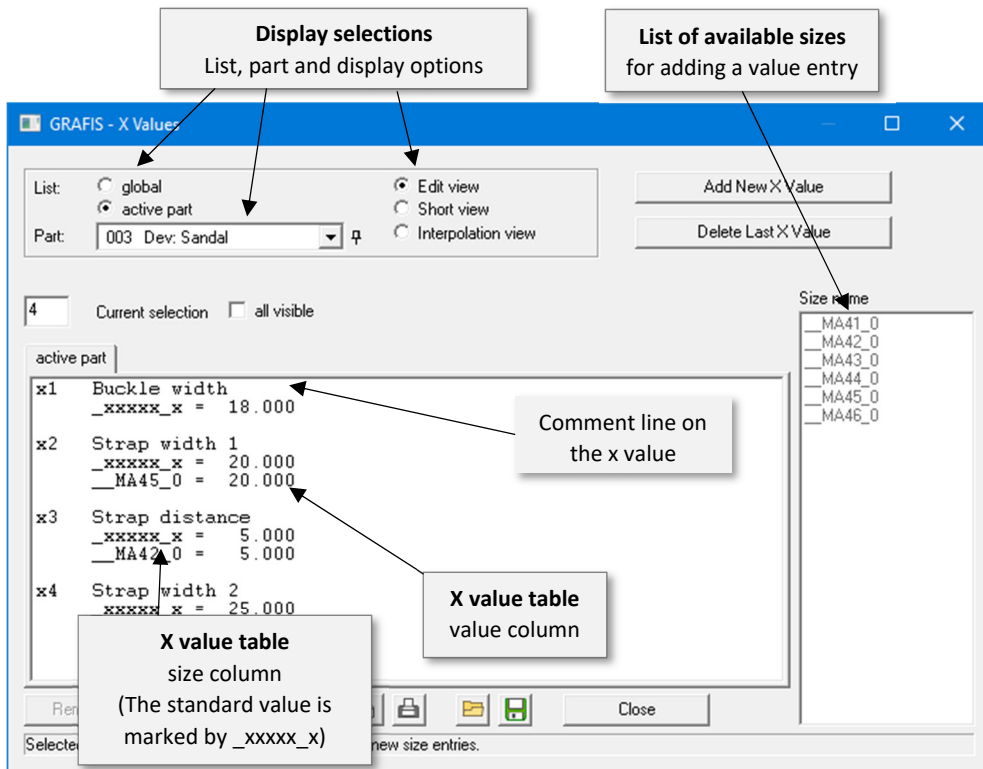 Display selections
List, part and display options
List of available sizes
for adding a value entry
GRAFIS - X Values
List:
global
active part
Part:
003 Dev: Sandal
Edit view
Short view
Interpolation view
Add New X Value
Delete Last X Value
4
Current selection
all visible
Size name
__MA41_0
__MA42_0
__MA43_0
__MA44_0
__MA45_0
__MA46_0
active part
x1 Buckle width
_xxxxx_x = 18.000
x2 Strap width 1
_xxxxx_x = 20.000
__MA45_0 = 20.000
x3 Strap distance
_xxxxx_x = 5.000
__MA42_0 = 5.000
x4 Strap width 2
_xxxxx_x = 25.000
Comment line on
the x value
X value table
value column
X value table
size column
(The standard value is
marked by _xxxxx_x)
Close
new size entries.